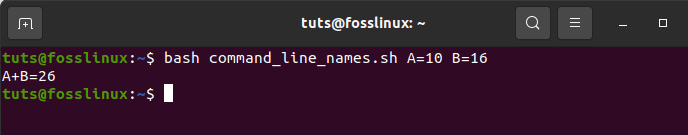 tuts@fosslinux: ~
tuts@fosslinux:~$ bash command_line_names.sh A=10 B=16
A+B=26
tuts@fosslinux:~$